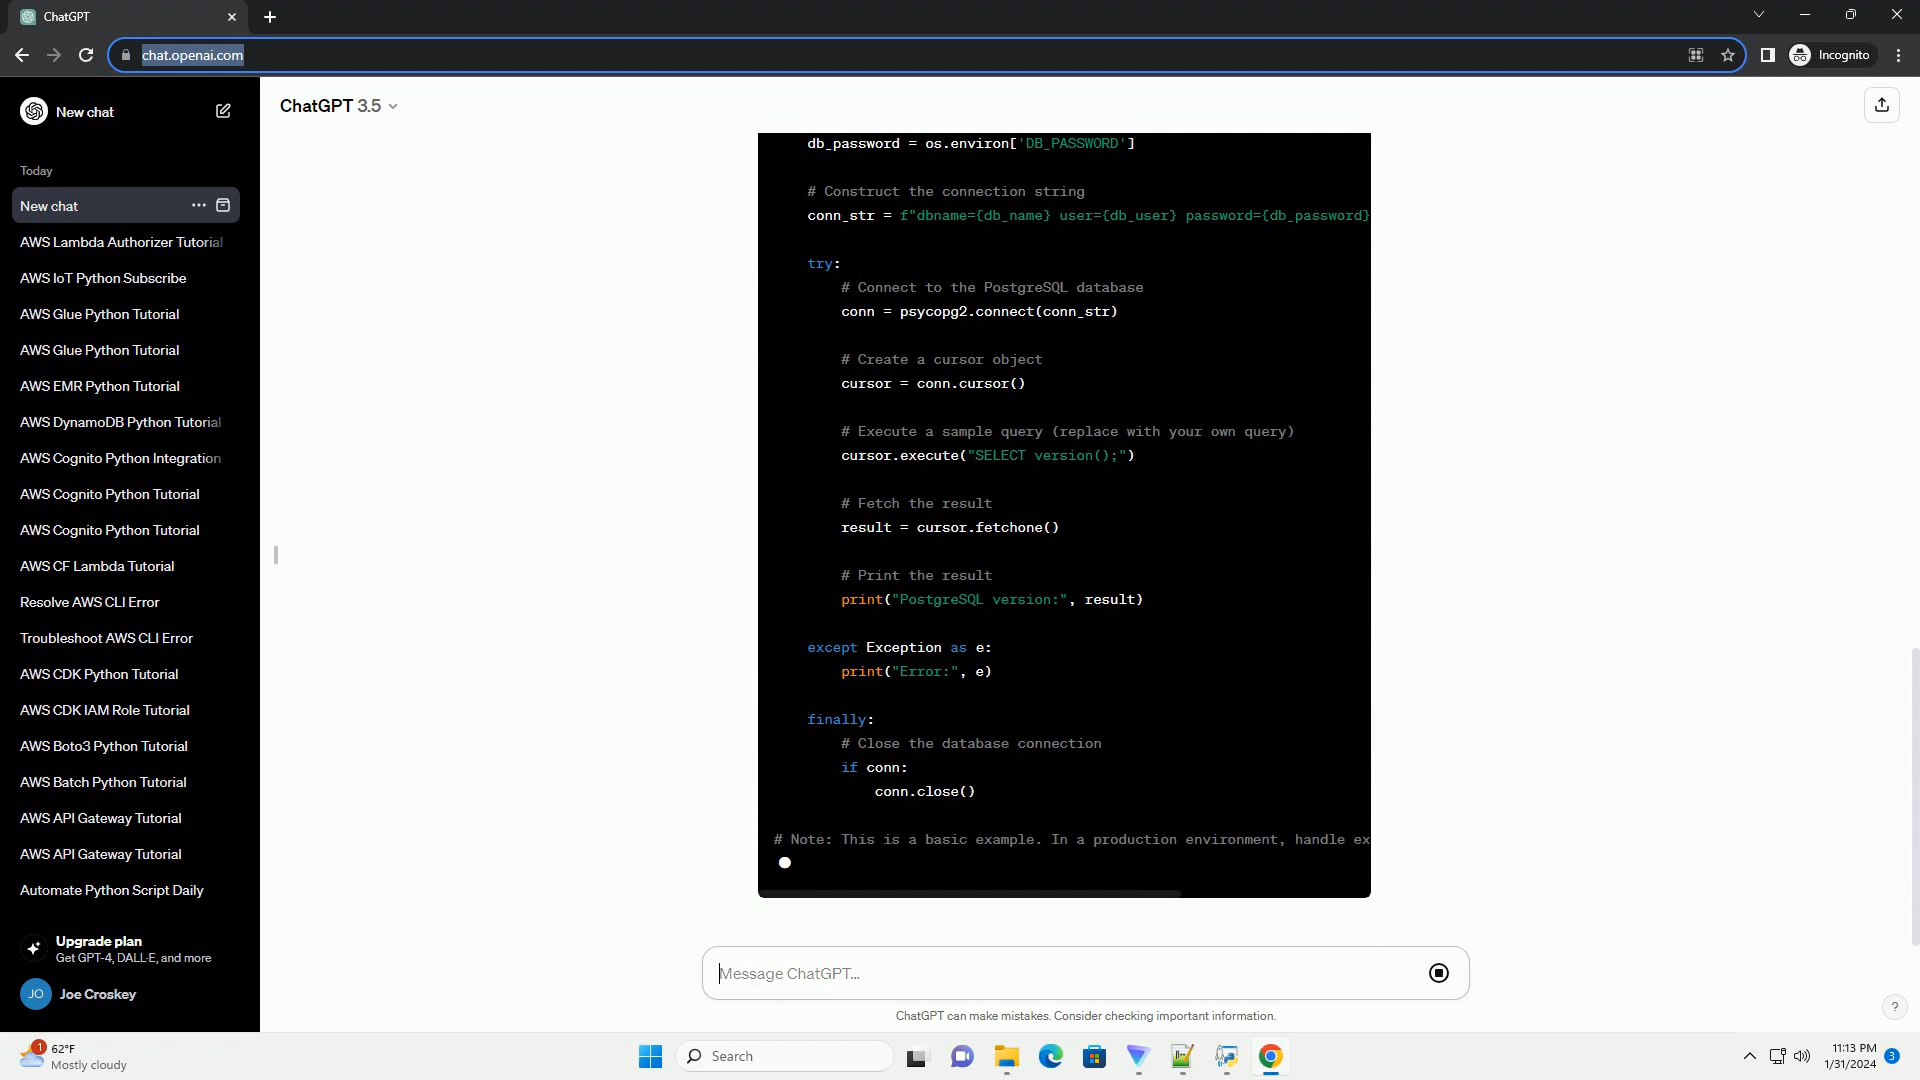 ChatGPT
chat.openai.com
Incognito
New chat
ChatGPT 3.5
Today
New chat
AWS Lambda Authorizer Tutorial
AWS IoT Python Subscribe
AWS Glue Python Tutorial
AWS Glue Python Tutorial
AWS EMR Python Tutorial
AWS DynamoDB Python Tutorial
AWS Cognito Python Integration
AWS Cognito Python Tutorial
AWS Cognito Python Tutorial
AWS CF Lambda Tutorial
Resolve AWS CLI Error
Troubleshoot AWS CLI Error
AWS CDK Python Tutorial
AWS CDK IAM Role Tutorial
AWS Boto3 Python Tutorial
AWS Batch Python Tutorial
AWS API Gateway Tutorial
AWS API Gateway Tutorial
Automate Python Script Daily
Upgrade plan
Get GPT-4, DALL·E, and more
JO Joe Croskey
db_password = os.environ['DB_PASSWORD']
# Construct the connection string
conn_str = f"dbname={db_name} user={db_user} password={db_password}
try:
# Connect to the PostgreSQL database
conn = psycopg2.connect(conn_str)
# Create a cursor object
cursor = conn.cursor()
# Execute a sample query (replace with your own query)
cursor.execute("SELECT version();")
# Fetch the result
result = cursor.fetchone()
# Print the result
print("PostgreSQL version:", result)
except Exception as e:
print("Error:", e)
finally:
# Close the database connection
if conn:
conn.close()
# Note: This is a basic example. In a production environment, handle ex
Message ChatGPT...
ChatGPT can make mistakes. Consider checking important information.
?
1
62°F
Mostly cloudy
Search
11:13 PM
1/31/2024
3